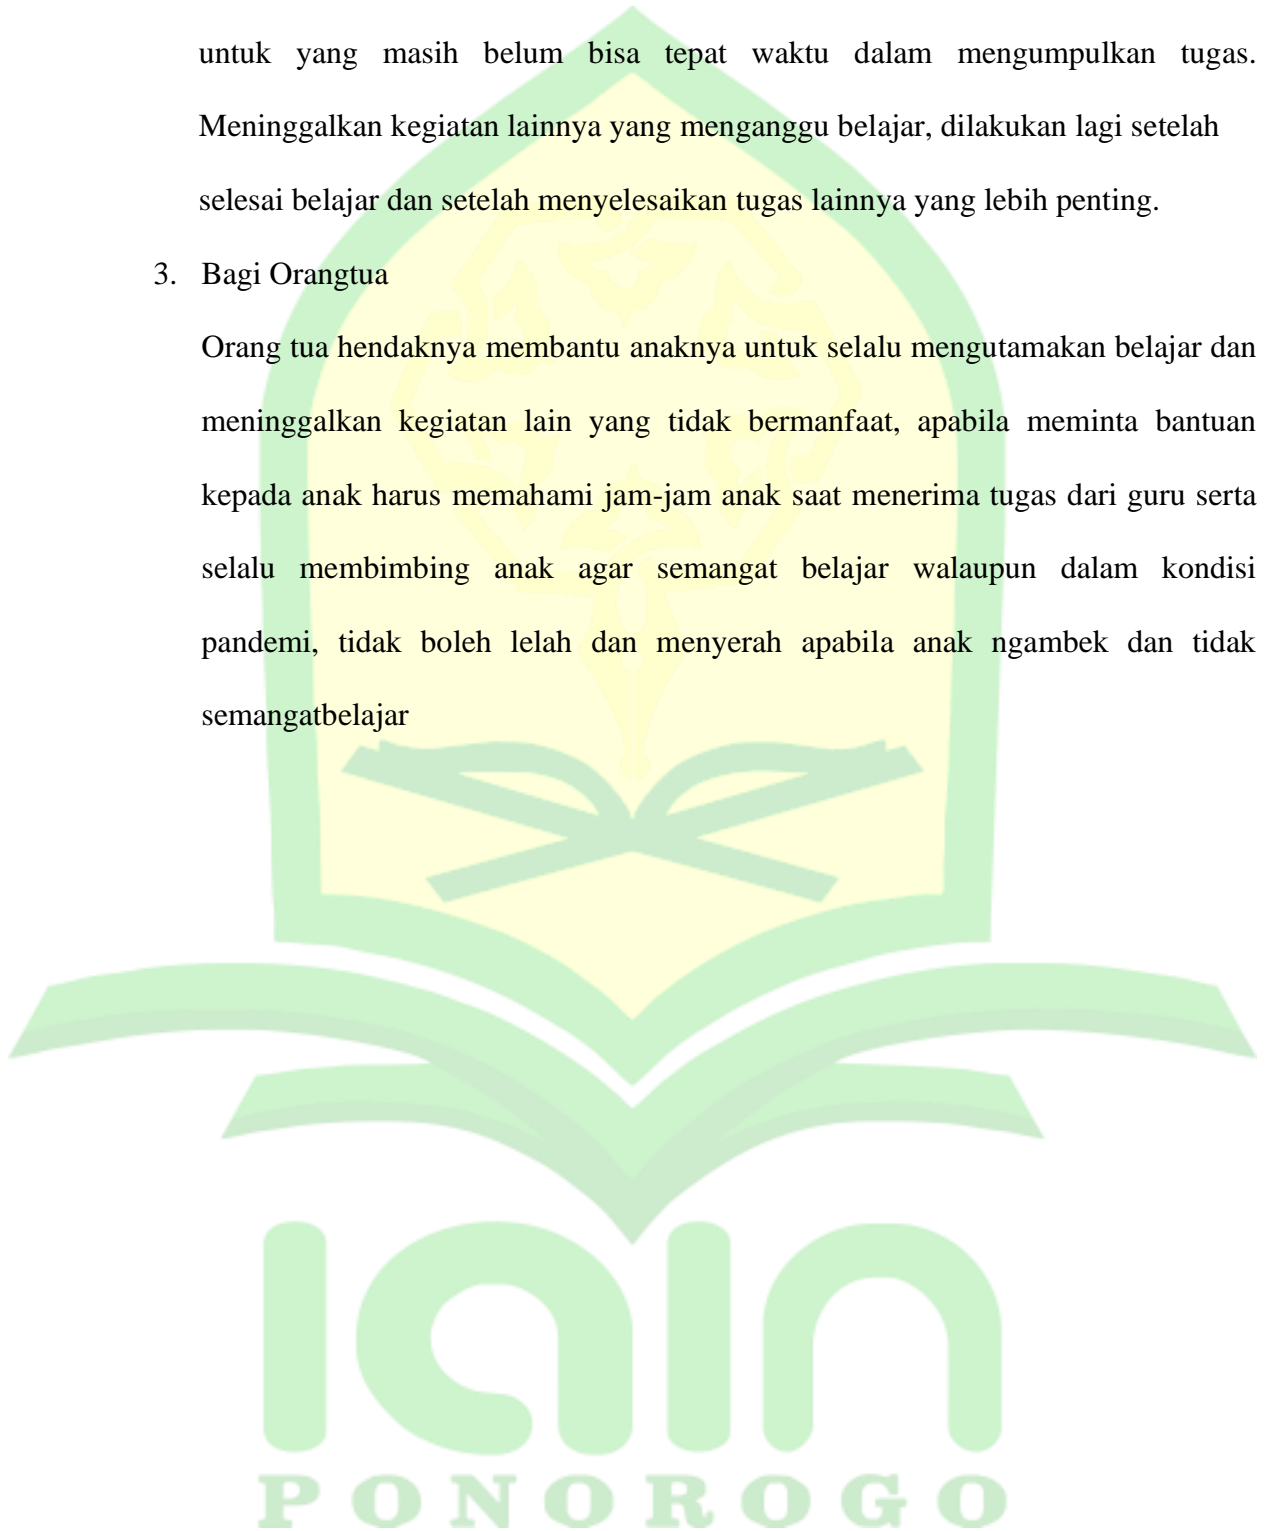 untuk yang masih belum bisa tepat waktu dalam mengumpulkan tugas.
Meninggalkan kegiatan lainnya yang menganggu belajar, dilakukan lagi setelah
selesai belajar dan setelah menyelesaikan tugas lainnya yang lebih penting.
3. Bagi Orangtua
Orang tua hendaknya membantu anaknya untuk selalu mengutamakan belajar dan
meninggalkan kegiatan lain yang tidak bermanfaat, apabila meminta bantuan
kepada anak harus memahami jam-jam anak saat menerima tugas dari guru serta
selalu membimbing anak agar semangat belajar walaupun dalam kondisi
pandemi, tidak boleh lelah dan menyerah apabila anak ngambek dan tidak
semangatbelajar
iain
PONOROGO